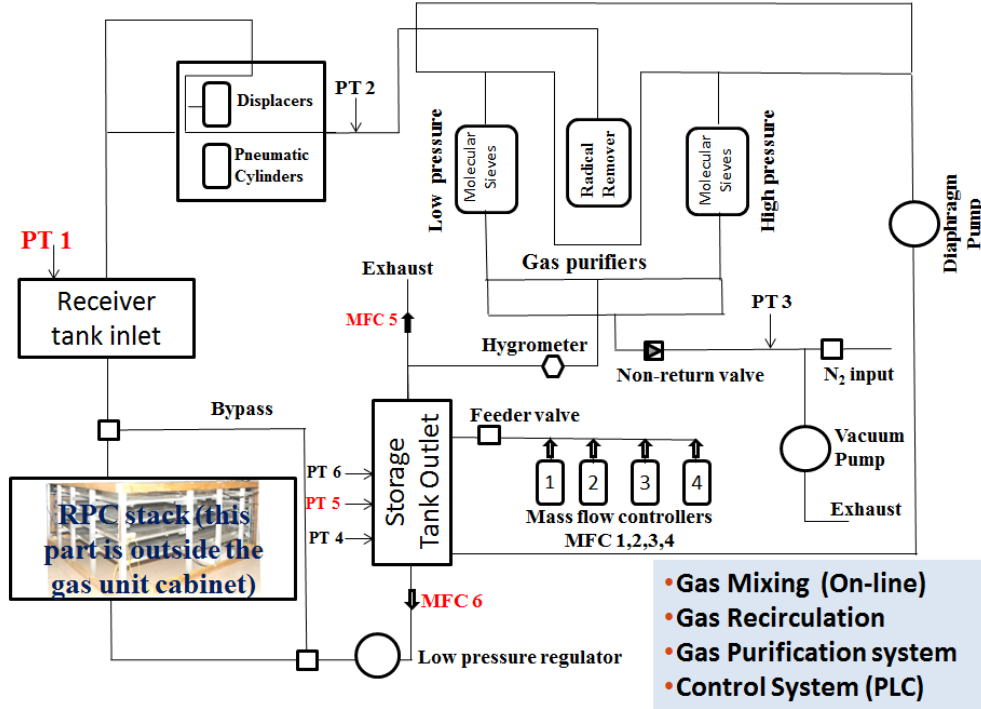 Displacers
Pneumatic
Cylinders
PT 2
Low pressure
Molecular
Sieves
Radical
Remover
Molecular
Sieves
High pressure
Diaphragm
Pump
PT 1
Receiver
tank inlet
Exhaust
Gas purifiers
MFC 5
PT 3
Hygrometer
Non-return valve
N₂ input
Bypass
Feeder valve
Storage
Tank Outlet
Vacuum
Pump
PT 6
PT 5
PT 4
1
2
3
4
Mass flow controllers
MFC 1,2,3,4
Exhaust
RPC stack (this
part is outside the
gas unit cabinet)
MFC 6
Low pressure regulator
•Gas Mixing (On-line)
•Gas Recirculation
•Gas Purification system
•Control System (PLC)